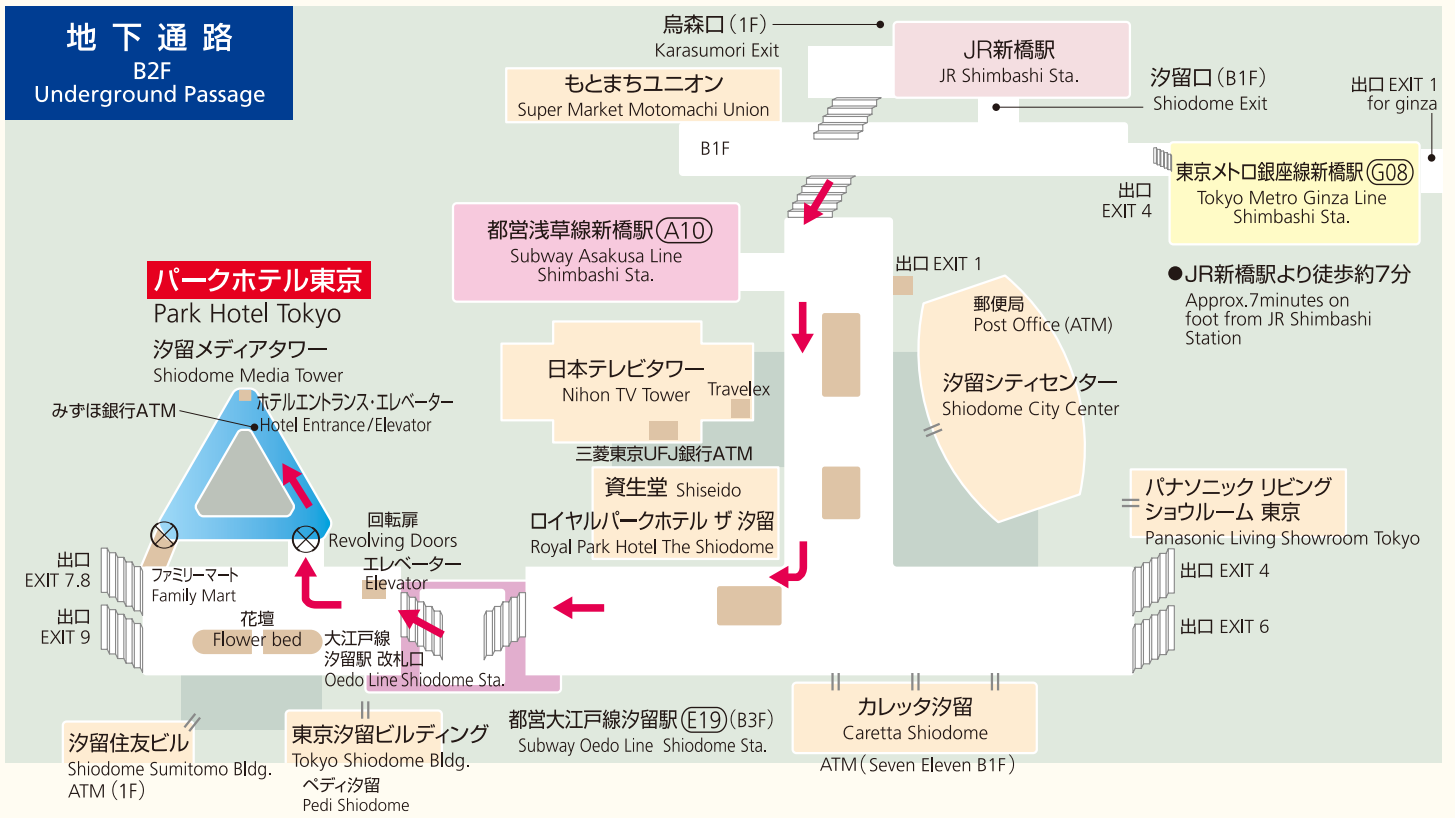 地下通路
B2F
Underground Passage
烏森口(1F)
Karasumori Exit
JR新橋駅
JR Shimbashi Sta.
汐留口(B1F)
Shiodome Exit
出口 EXIT 1
for ginza
もとまちユニオン
Super Market Motomachi Union
B1F
出口
EXIT 4
東京メトロ銀座線新橋駅 G08
Tokyo Metro Ginza Line
Shimbashi Sta.
都営浅草線新橋駅 A10
Subway Asakusa Line
Shimbashi Sta.
出口 EXIT 1
●JR新橋駅より徒歩約7分
Approx.7minutes on
foot from JR Shimbashi
Station
パークホテル東京
Park Hotel Tokyo
汐留メディアタワー
Shiodome Media Tower
みずほ銀行ATM
ホテルエントランス・エレベーター
Hotel Entrance/Elevator
郵便局
Post Office (ATM)
汐留シティセンター
Shiodome City Center
日本テレビタワー
Nihon TV Tower
Travelex
三菱東京UFJ銀行ATM
資生堂 Shiseido
ロイヤルパークホテル ザ 汐留
Royal Park Hotel The Shiodome
パナソニック リビング
ショウルーム 東京
Panasonic Living Showroom Tokyo
回転扉
Revolving Doors
エレベーター
Elevator
出口
EXIT 7.8
ファミリーマート
Family Mart
出口 EXIT 4
出口
EXIT 9
花壇
Flower bed
大江戸線
汐留駅 改札口
Oedo Line Shiodome Sta.
出口 EXIT 6
都営大江戸線汐留駅 E19 (B3F)
Subway Oedo Line Shiodome Sta.
カレッタ汐留
Caretta Shiodome
ATM(Seven Eleven B1F)
汐留住友ビル
Shiodome Sumitomo Bldg.
ATM (1F)
東京汐留ビルディング
Tokyo Shiodome Bldg.
ペディ汐留
Pedi Shiodome